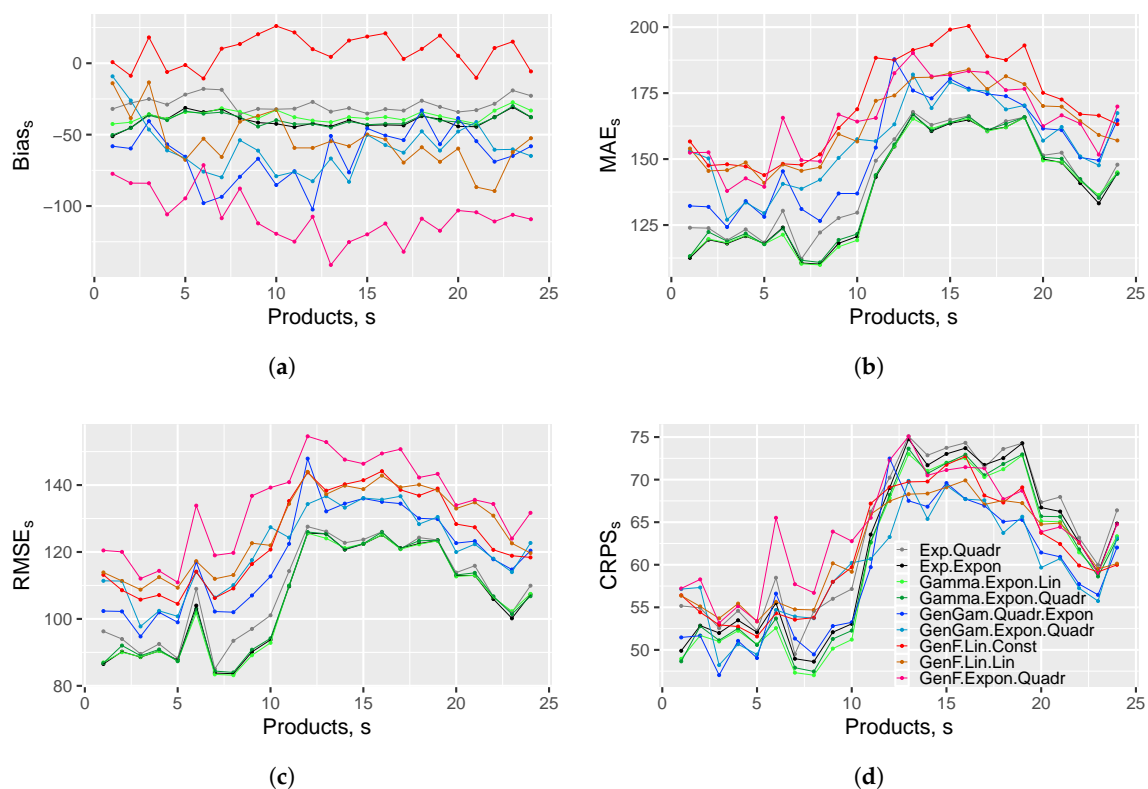 0
−50
−100
0
5
10
15
20
25
Products, s
Bias_s
(a)
200
175
150
125
0
5
10
15
20
25
Products, s
MAE_s
(b)
140
120
100
80
0
5
10
15
20
25
Products, s
RMSE_s
(c)
75
70
65
60
55
50
0
5
10
15
20
25
Products, s
CRPS_s
Exp.Quadr
Exp.Expon
Gamma.Expon.Lin
Gamma.Expon.Quadr
GenGam.Quadr.Expon
GenGam.Expon.Quadr
GenF.Lin.Const
GenF.Lin.Lin
GenF.Expon.Quadr
(d)